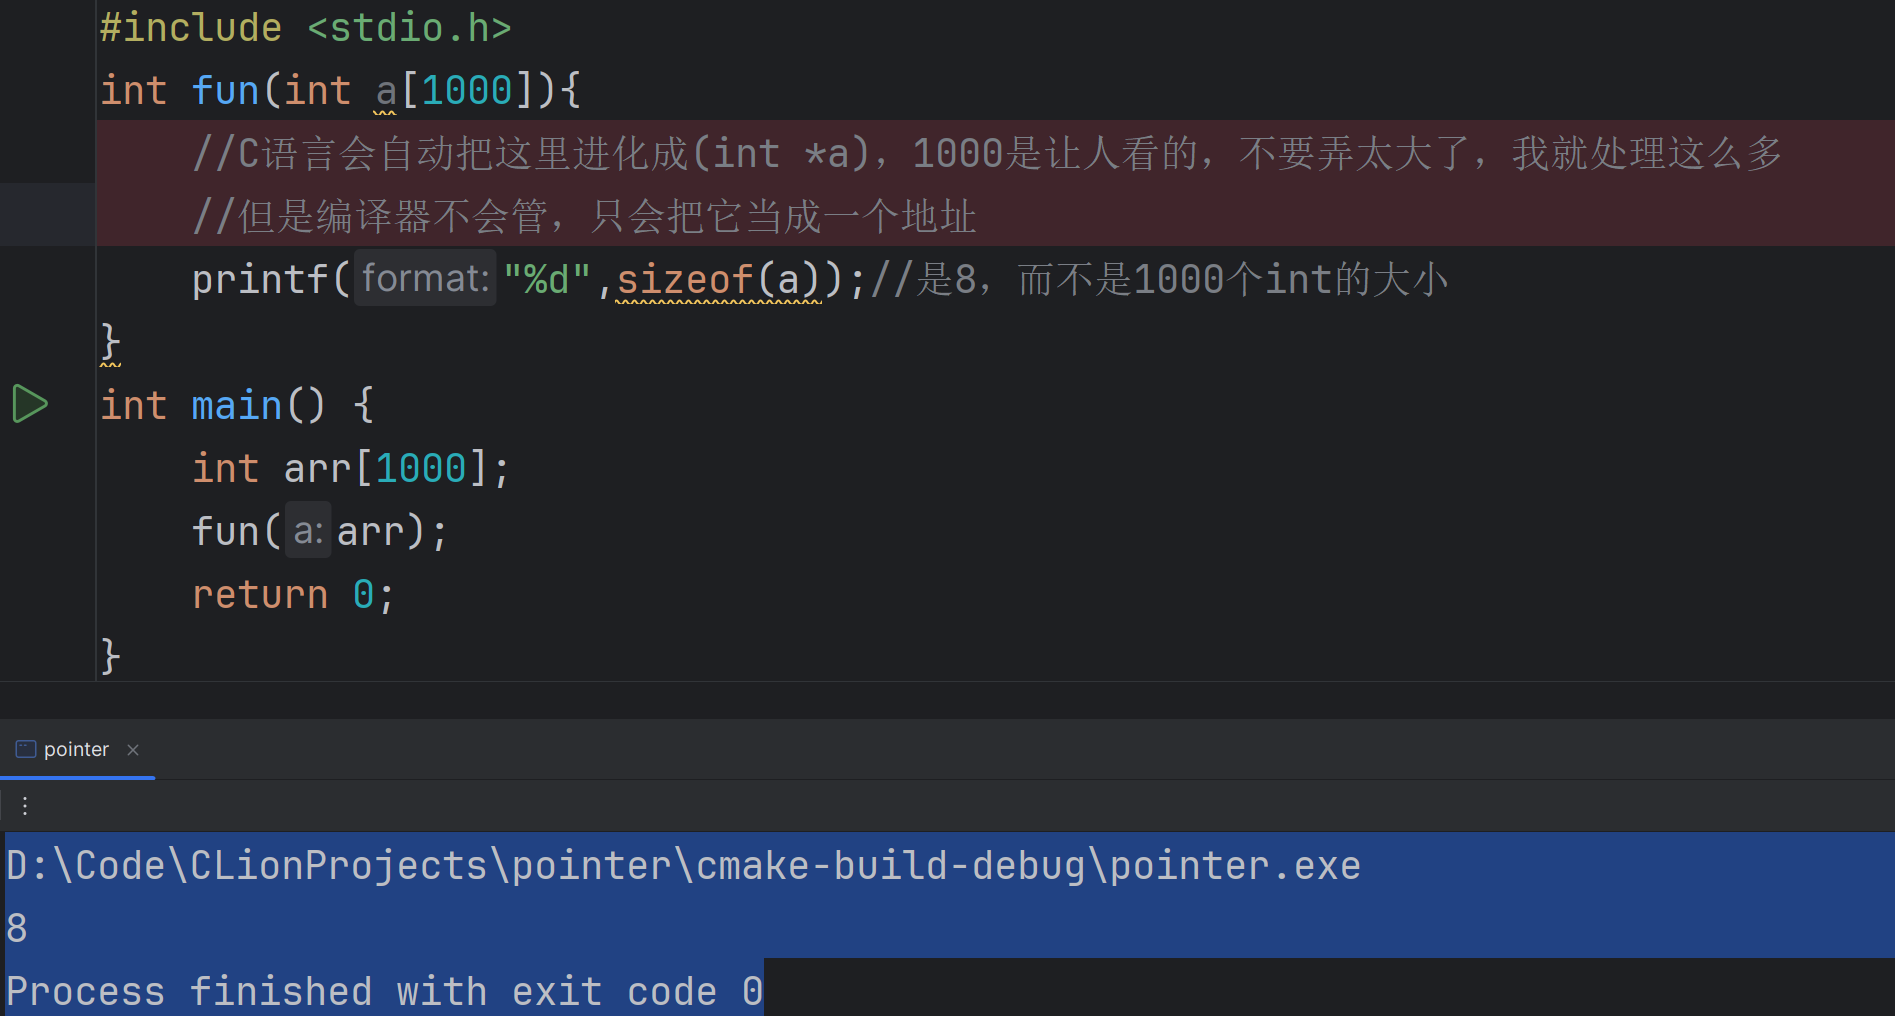 #include <stdio.h>
int fun(int a[1000]){
//C语言会自动把这里进化成(int *a)，1000是让人看的，不要弄太大了，我就处理这么多
//但是编译器不会管，只会把它当成一个地址
printf( format: "%d",sizeof(a));//是8，而不是1000个int的大小
}
int main() {
int arr[1000];
fun( a: arr);
return 0;
}
pointer ×
D:\Code\CLionProjects\pointer\cmake-build-debug\pointer.exe
8
Process finished with exit code 0